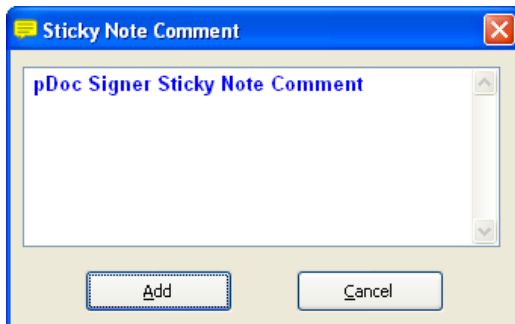 Sticky Note Comment
pDoc Signer Sticky Note Comment
Add
Cancel